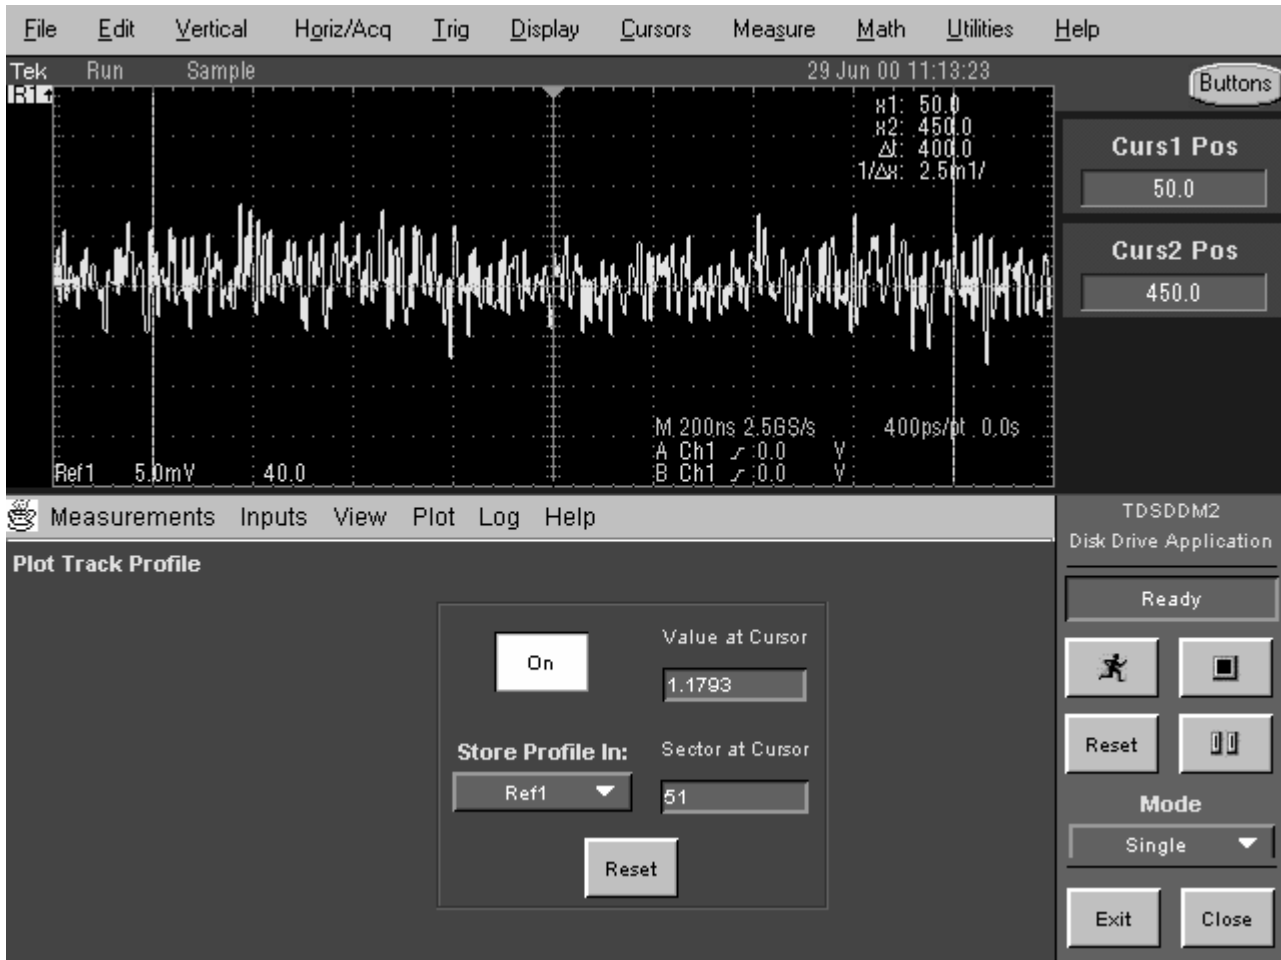 File Edit Vertical Horiz/Acq Trig Display Cursors Measure Math Utilities Help
Tek Run Sample 29 Jun 00 11:13:23
Buttons
R1
x1: 50.0
x2: 450.0
Δ: 400.0
1/Δx: 2.5m1/
Curs1 Pos
50.0
Curs2 Pos
450.0
M 200ns 2.5GS/s 400ps/pt 0.0s
A Ch1 0.0 V
B Ch1 0.0 V
Ref1 5.0mV 40.0
Measurements Inputs View Plot Log Help
TDSDDM2
Disk Drive Application
Plot Track Profile
Ready
On
Value at Cursor
1.1793
Store Profile In:
Sector at Cursor
Ref1
51
Reset
Reset
Mode
Single
Exit
Close